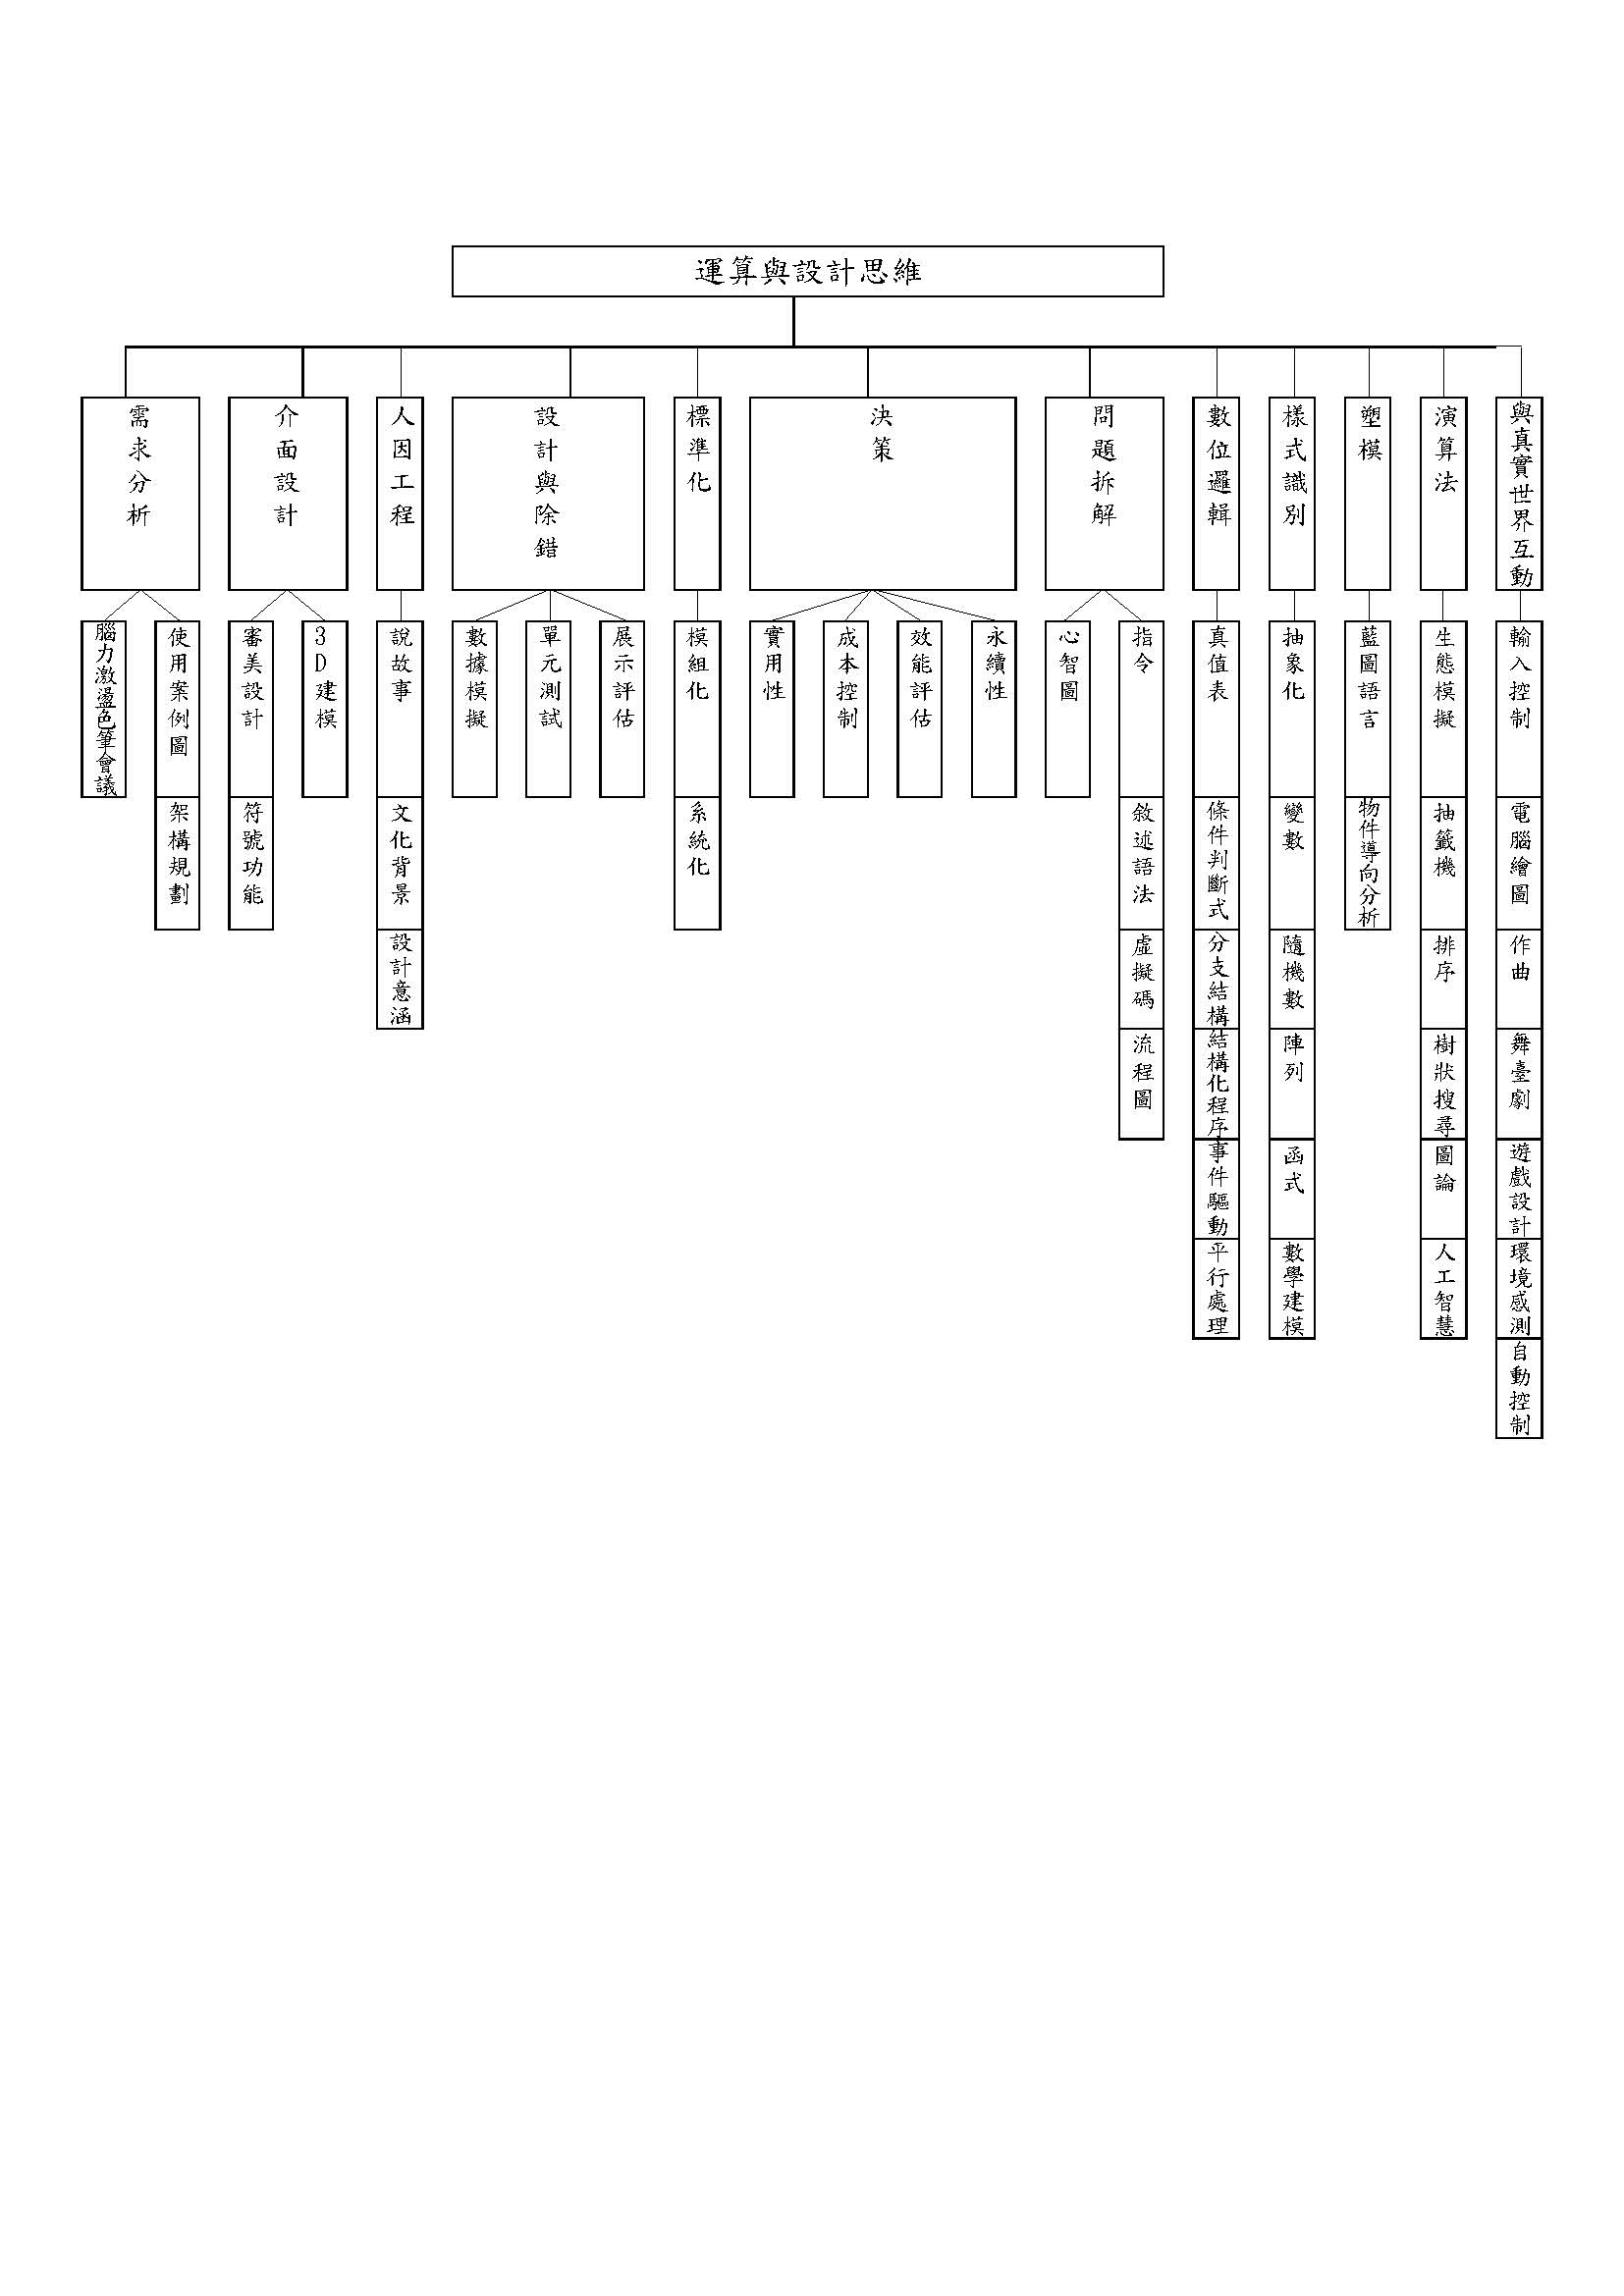 運算與設計思維
需求分析
介面設計
人因工程
設計與除錯
標準化
決策
問題拆解
數位邏輯
樣式識別
塑模
演算法
與真實世界互動
腦力激盪色筆會議
使用案例圖
審美設計
3D建模
說故事
數據模擬
單元測試
展示評估
模組化
實用性
成本控制
效能評估
永續性
心智圖
指令
真值表
抽象化
藍圖語言
生態模擬
輸入控制
架構規劃
符號功能
文化背景
系統化
敘述語法
條件判斷式
變數
物件導向分析
抽籤機
電腦繪圖
設計意涵
虛擬碼
分支結構
隨機數
排序
作曲
流程圖
結構化程序
陣列
樹狀搜尋
舞臺劇
事件驅動
函式
圖論
遊戲設計
平行處理
數學建模
人工智慧
環境感測
自動控制